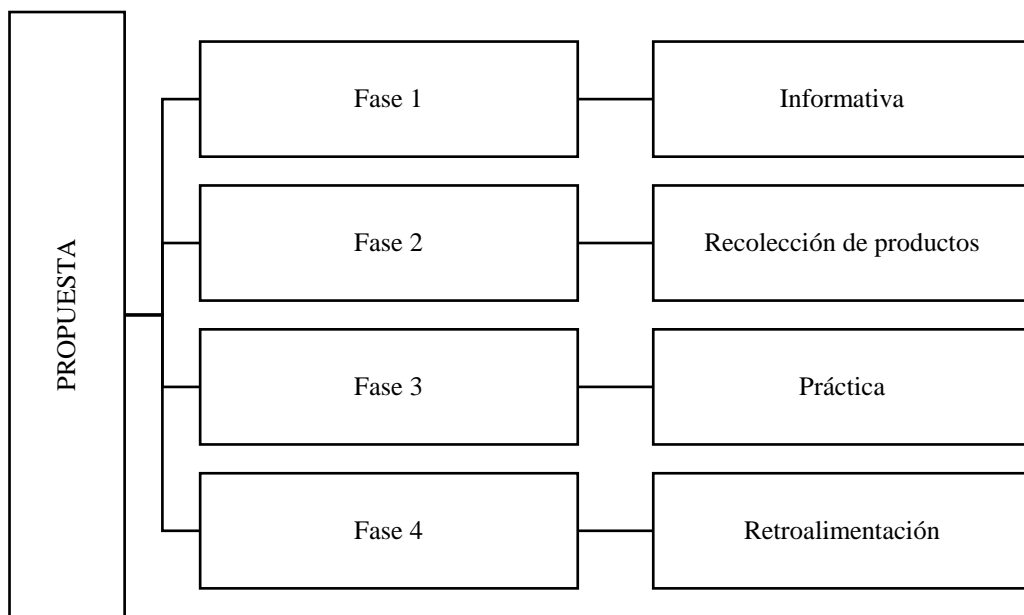 PROPUESTA
Fase 1
Informativa
Fase 2
Recolección de productos
Fase 3
Práctica
Fase 4
Retroalimentación